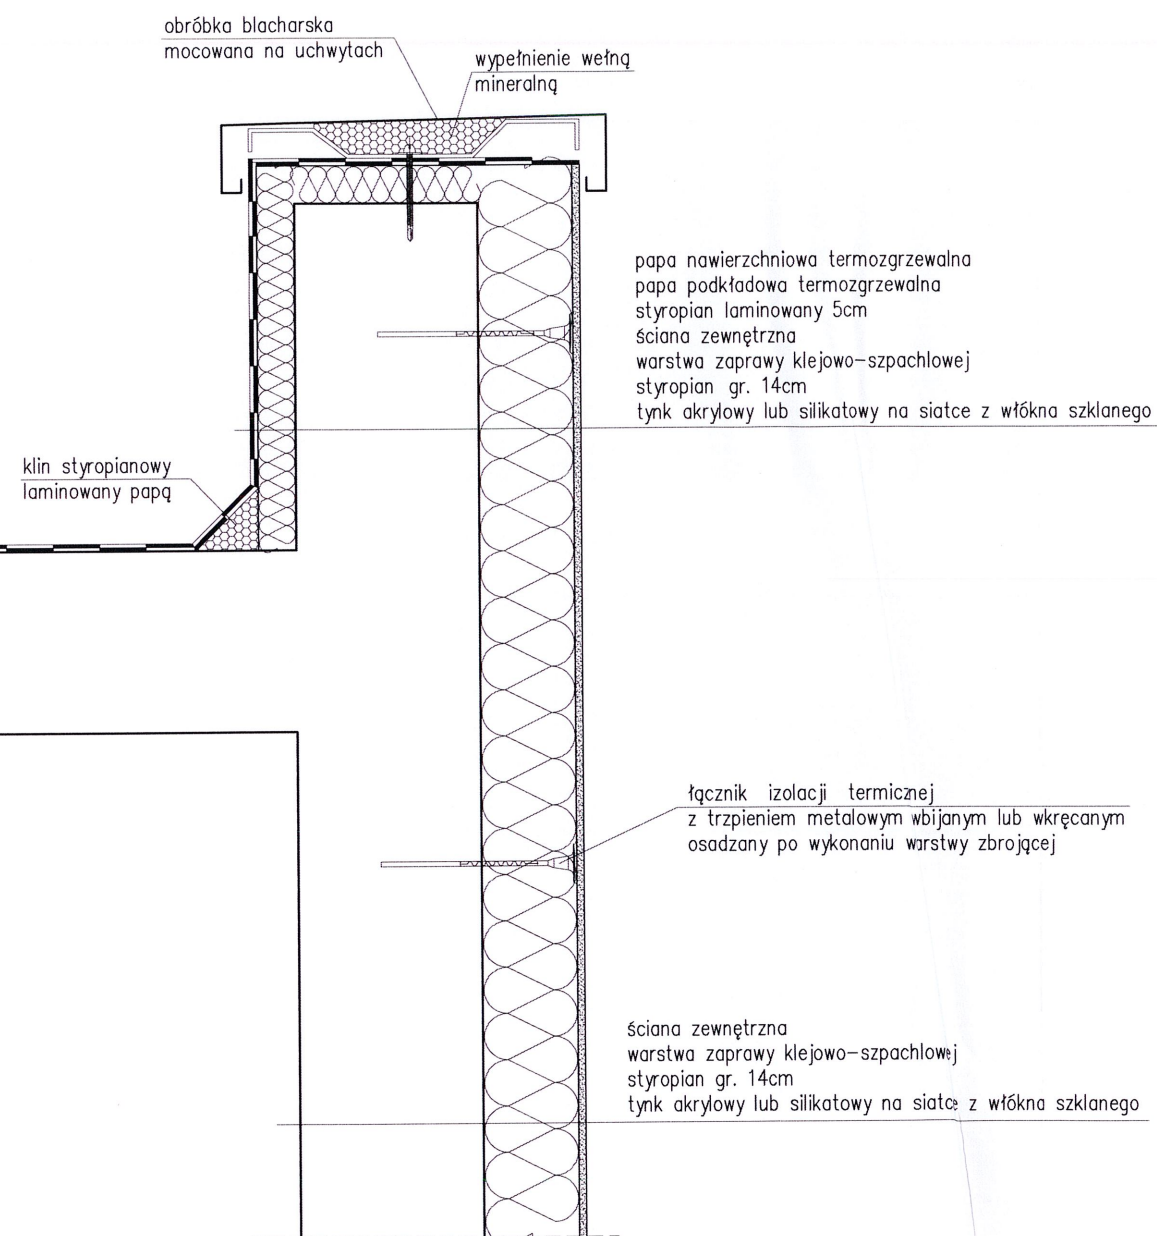 obróbka blacharska
mocowana na uchwytach
wypełnienie wełną
mineralną
papa nawierzchniowa termozgrzewalna
papa podkładowa termozgrzewalna
styropian laminowany 5cm
ściana zewnętrzna
warstwa zaprawy klejowo-szpachlowej
styropian gr. 14cm
tynk akrylowy lub silikatowy na siatce z włókna szklanego
klin styropianowy
laminowany papą
łącznik izolacji termicznej
z trzpieniem metalowym wbijanym lub wkręcanym
osadzany po wykonaniu warstwy zbrojącej
ściana zewnętrzna
warstwa zaprawy klejowo-szpachlowej
styropian gr. 14cm
tynk akrylowy lub silikatowy na siatce z włókna szklanego